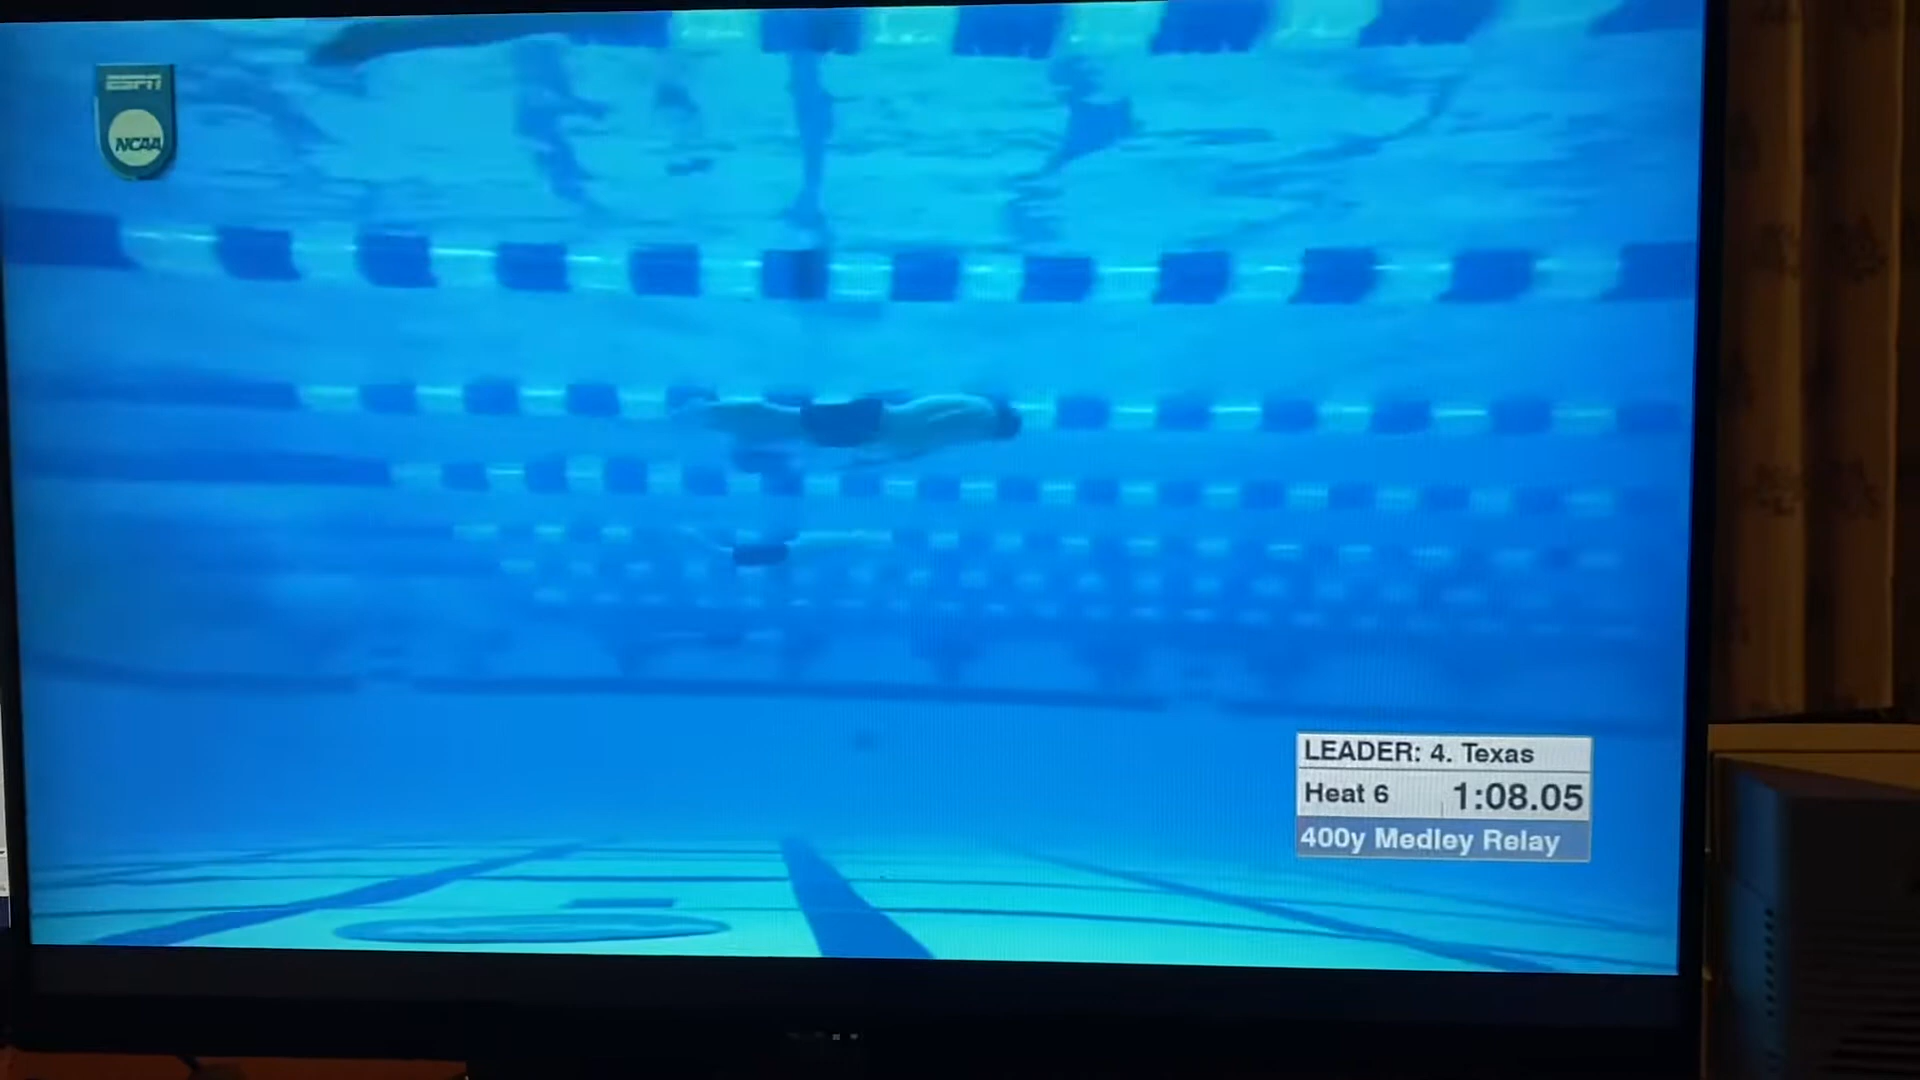 ESPN
NCAA
LEADER: 4. Texas
Heat 6 1:08.05
400y Medley Relay